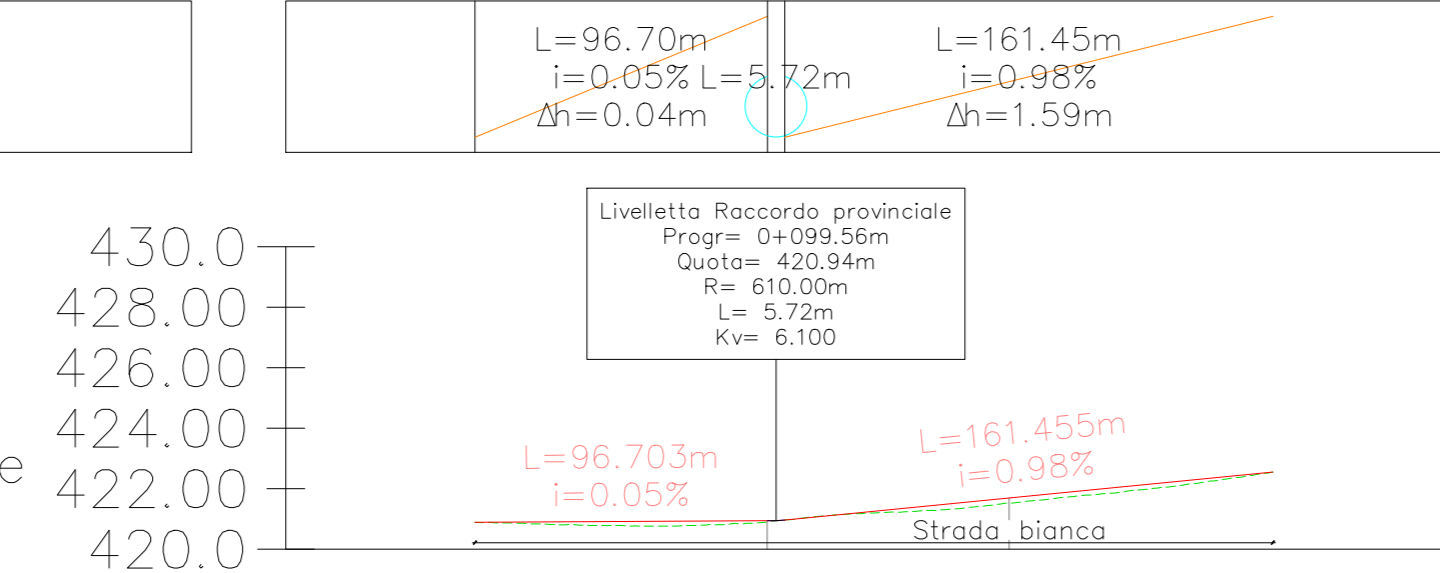 L=96.70m
i=0.05%
Δh=0.04m
L=5.72m
L=161.45m
i=0.98%
Δh=1.59m
Livelletta Raccordo provinciale
Progr= 0+099.56m
Quota= 420.94m
R= 610.00m
L= 5.72m
Kv= 6.100
430.0
428.00
426.00
424.00
e
422.00
420.0
L=96.703m
i=0.05%
L=161.455m
i=0.98%
Strada bianca